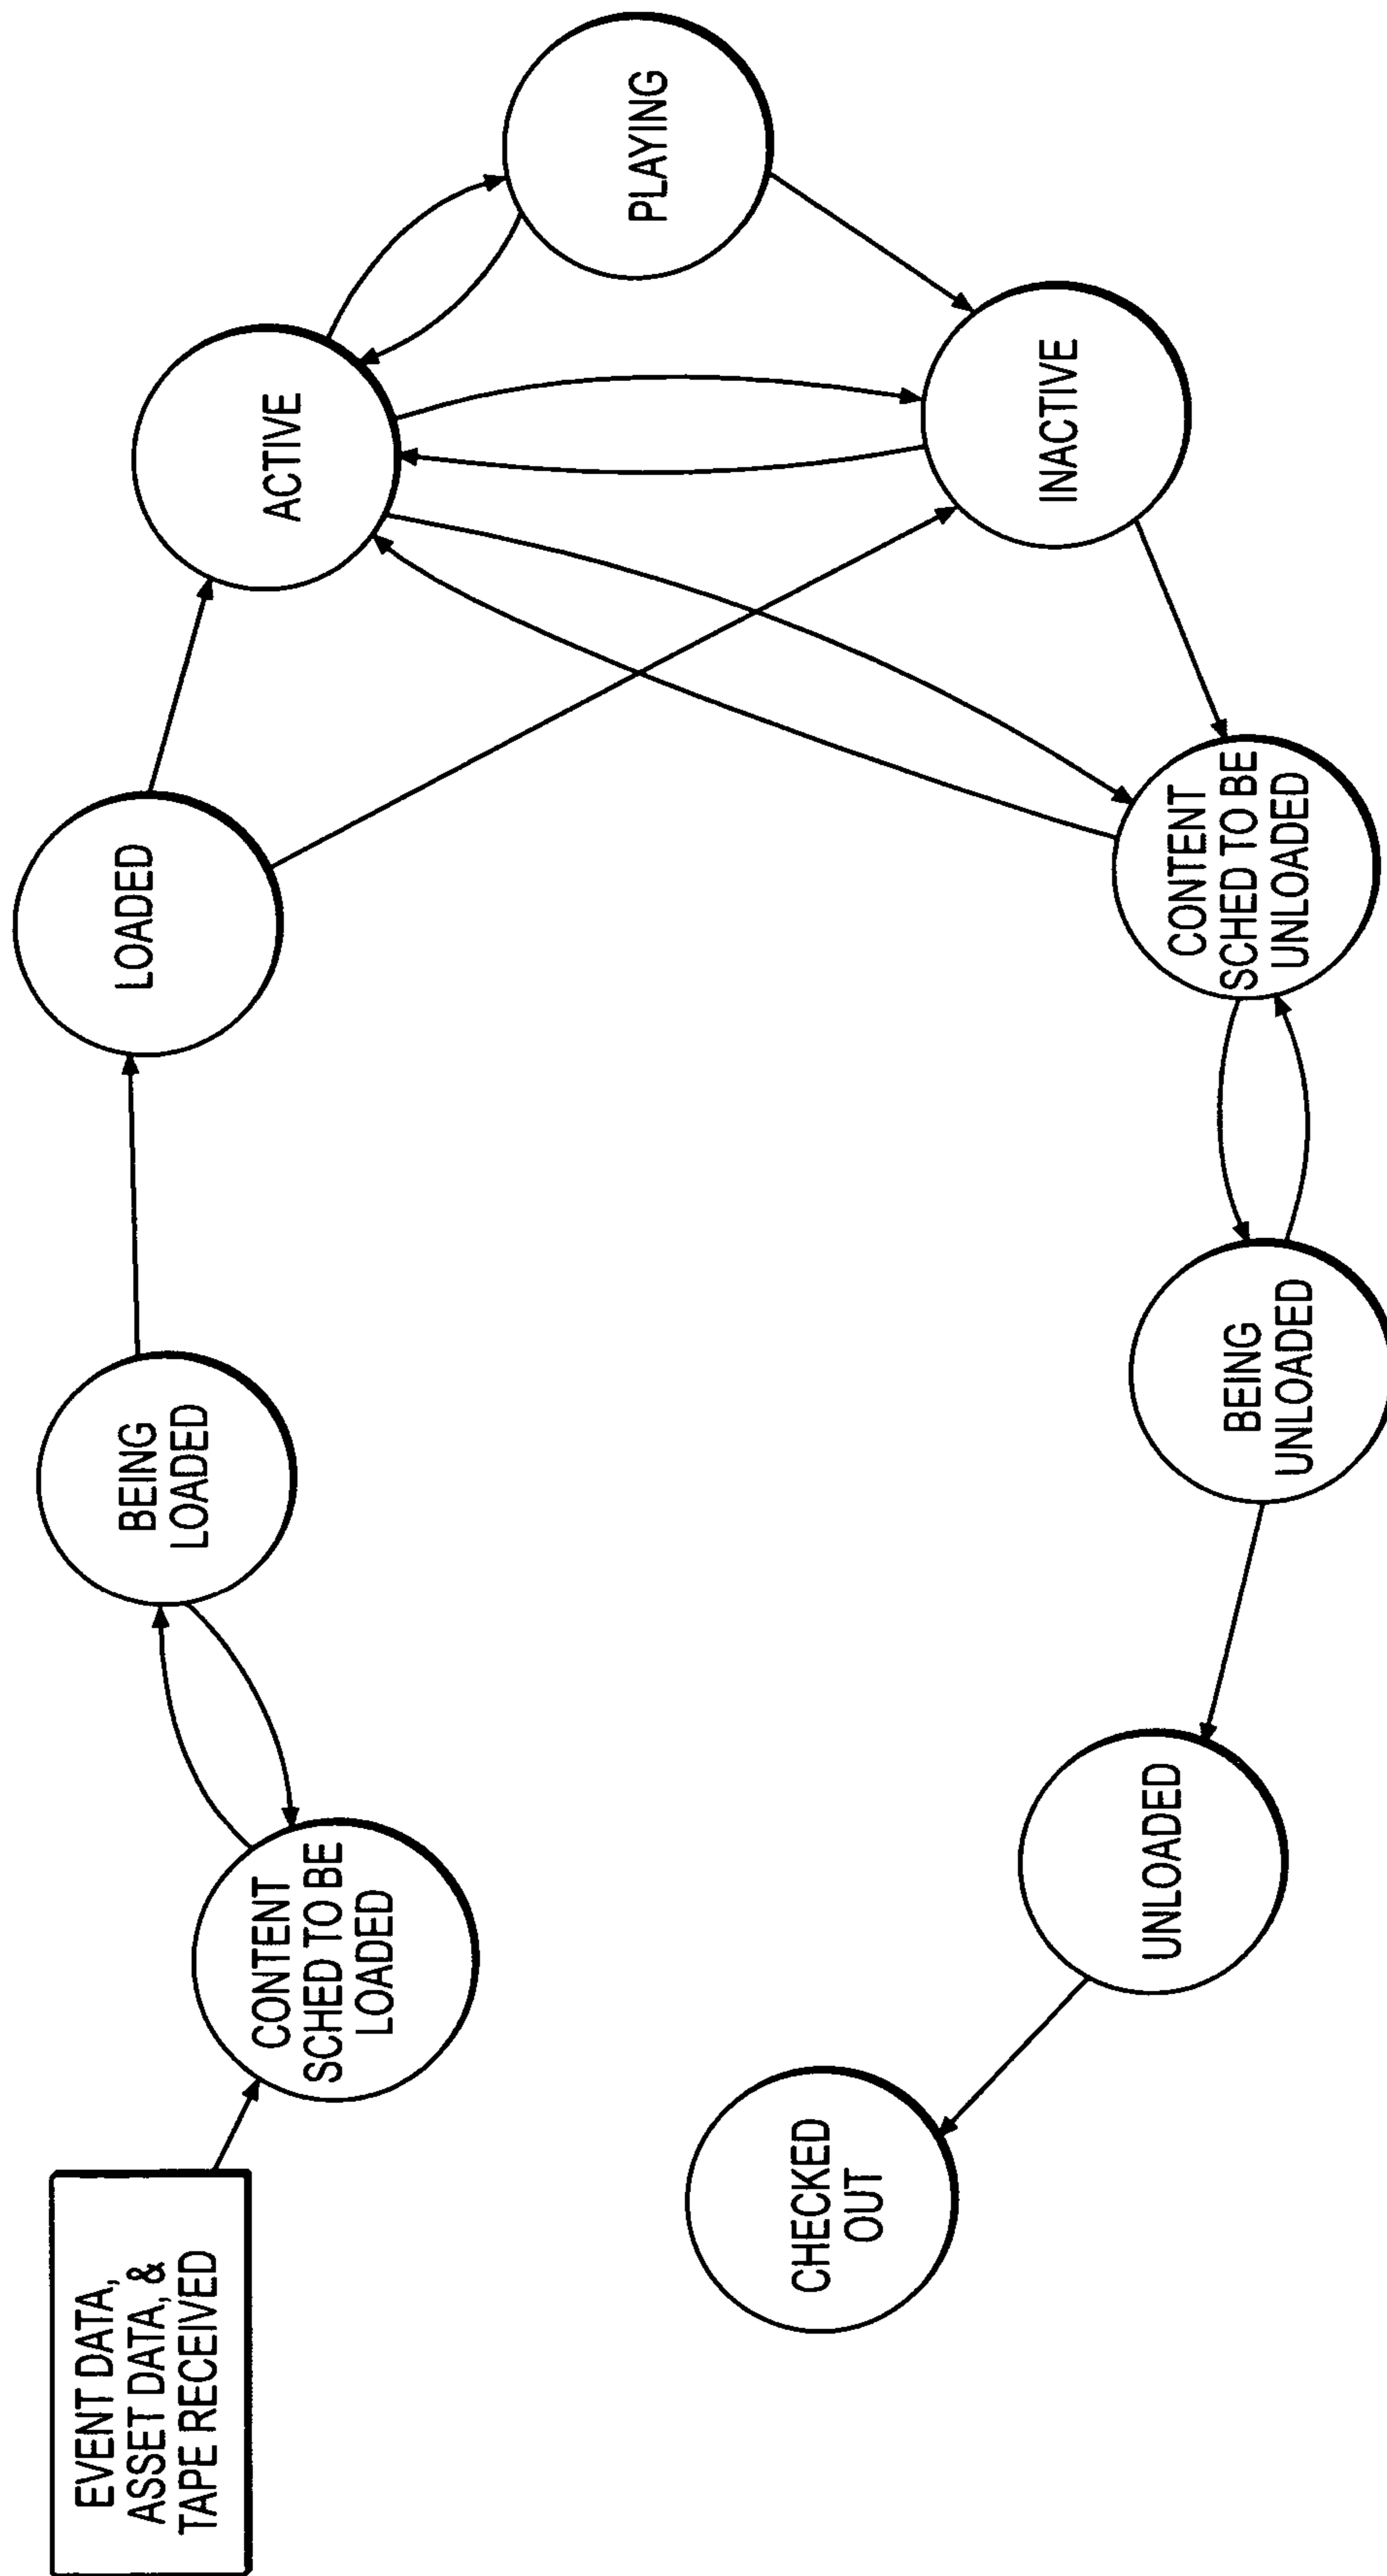 EVENT DATA,
ASSET DATA, &
TAPE RECEIVED
CONTENT
SCHED TO BE
LOADED
BEING
LOADED
LOADED
ACTIVE
PLAYING
INACTIVE
CONTENT
SCHED TO BE
UNLOADED
BEING
UNLOADED
UNLOADED
CHECKED
OUT